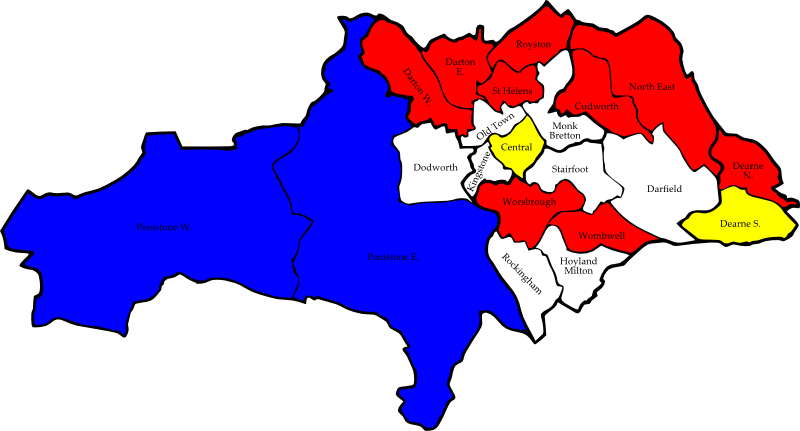 Royston
Darton
E.
North East
Darton W.
St Helens
Cudworth
Old Town
Monk
Bretton
Central
Dodworth
Kingstone
Stairfoot
Dearne
N.
Darfield
Worsbrough
Dearne S.
Penistone W.
Wombwell
Penistone E.
Rockingham
Hoyland
Milton